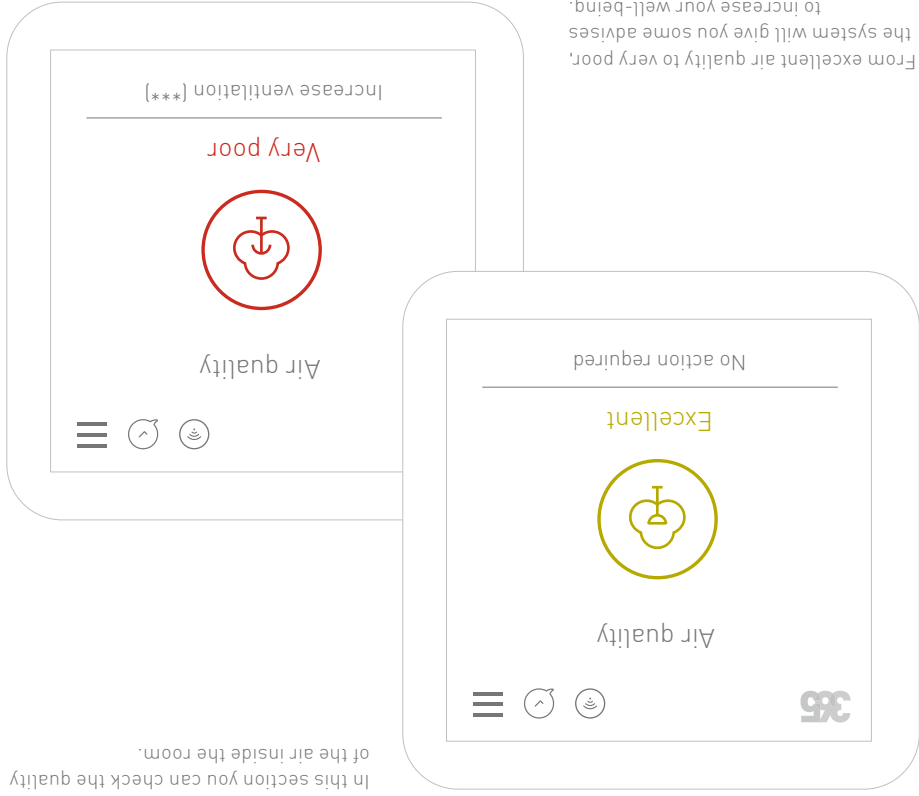 In this section you can check the quality
of the air inside the room.
365
Air quality
Excellent
No action required
Air quality
Very poor
Increase ventilation (***)
From excellent air quality to very poor,
the system will give you some advises
to increase your well-being.